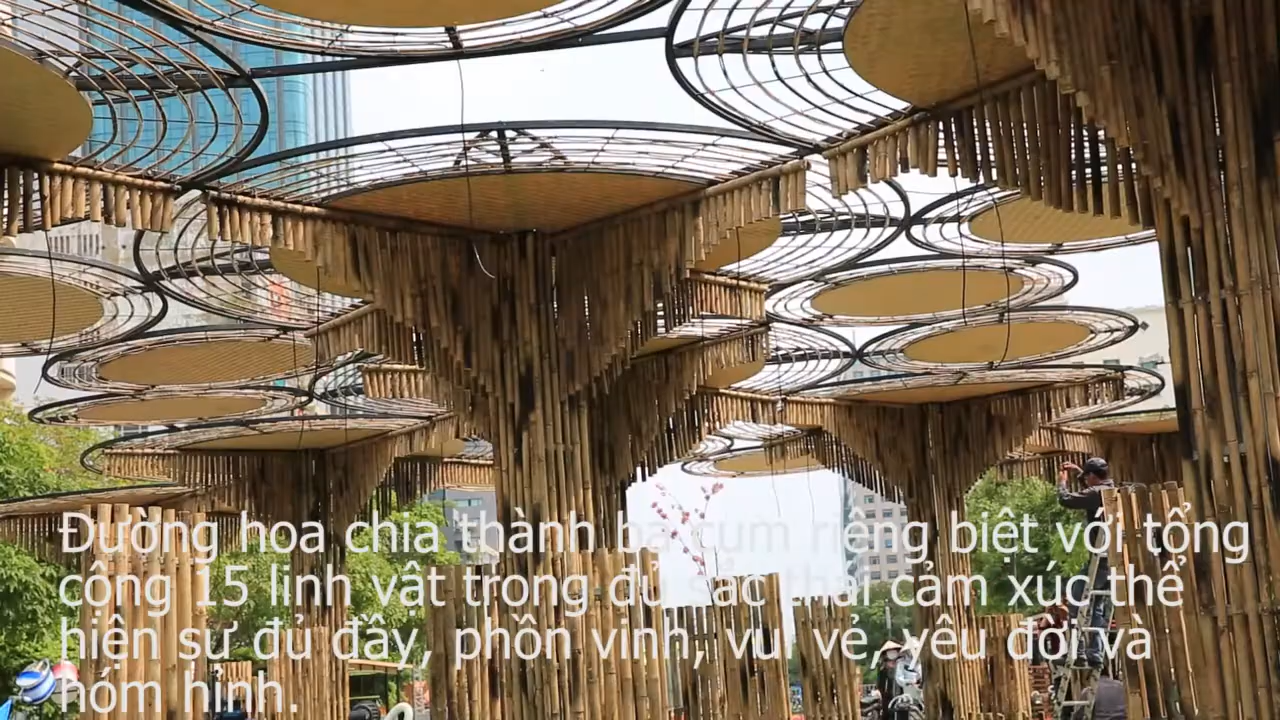 Đường hoa chia thành ba cụm riêng biệt với tổng
cộng 15 linh vật trong đủ sắc thái cảm xúc thể
hiện sự đủ đầy, phồn vinh, vui vẻ, yêu đời và
hóm hỉnh.